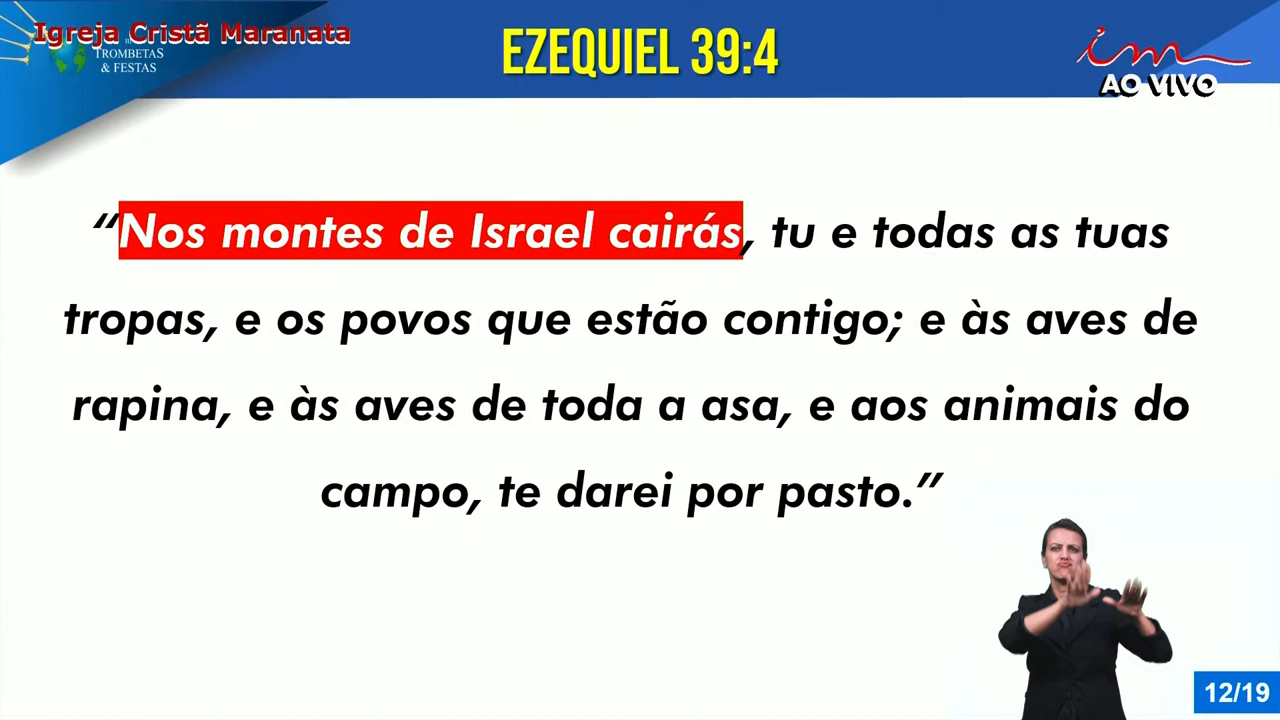 Igreja Cristã Maranata
TROMBETAS
& FESTAS
EZEQUIEL 39:4
im
AO VIVO
“Nos montes de Israel cairás, tu e todas as tuas
tropas, e os povos que estão contigo; e às aves de
rapina, e às aves de toda a asa, e aos animais do
campo, te darei por pasto.”
12/19